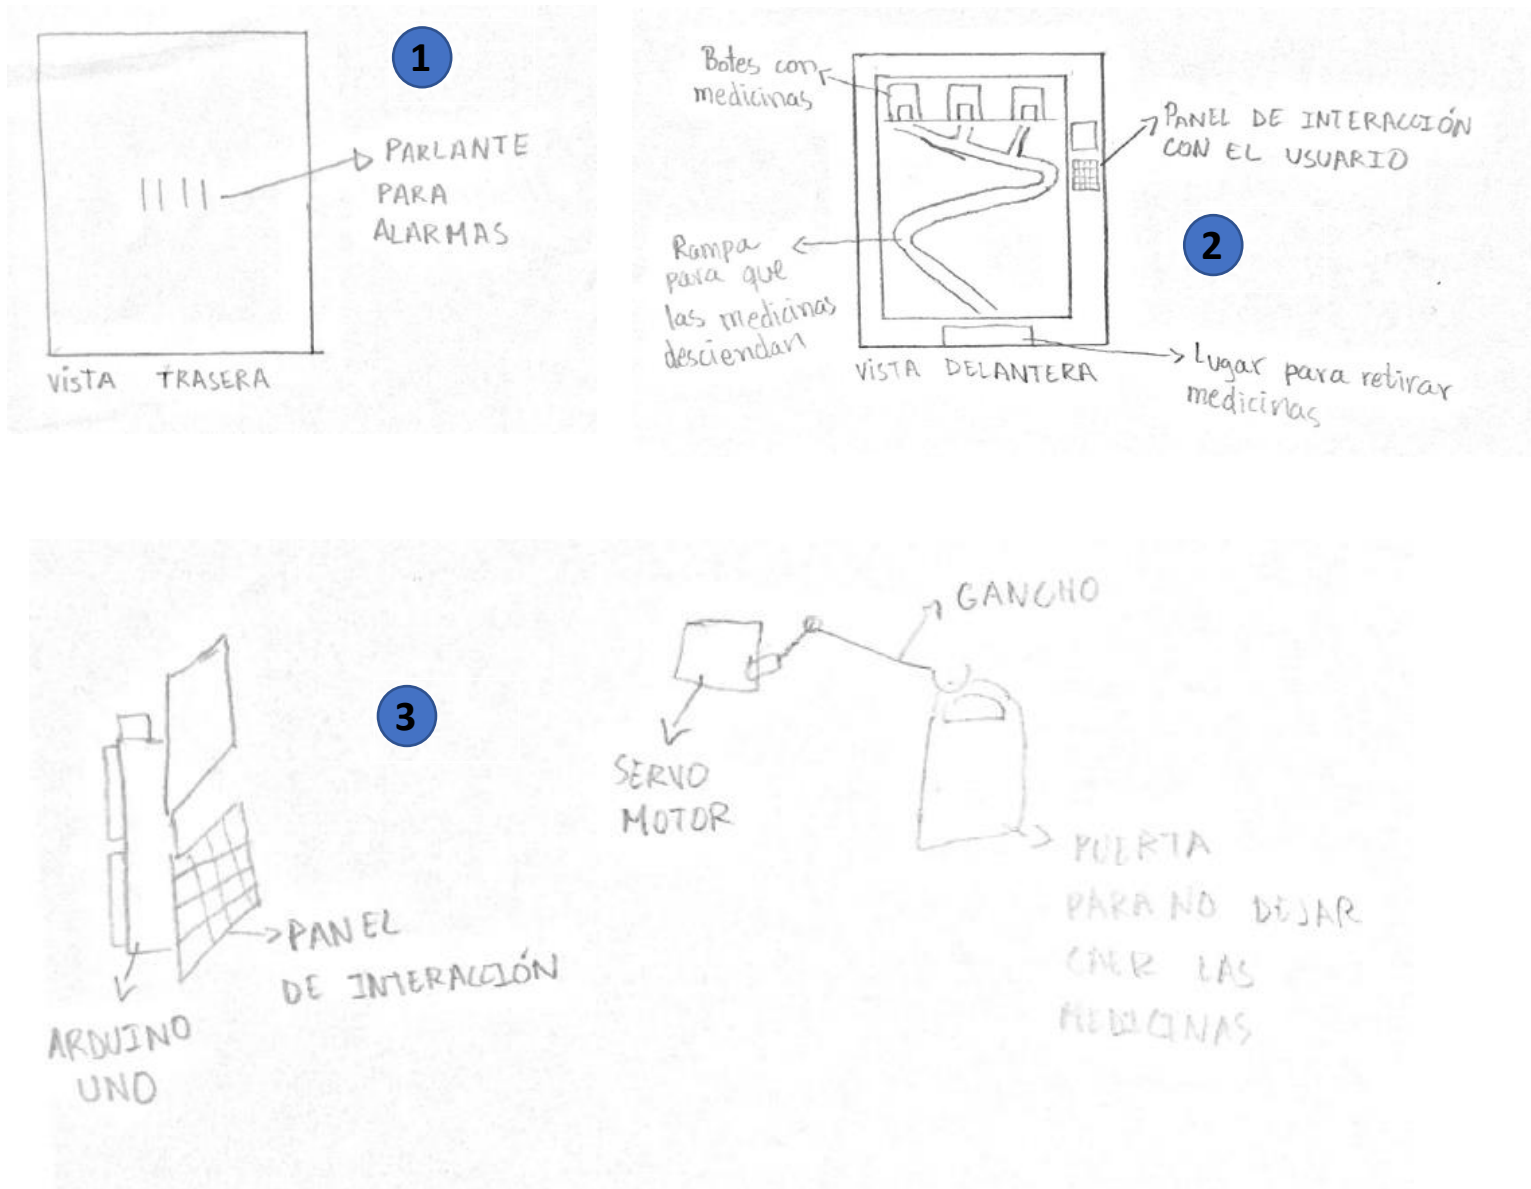 1
PARLANTE
PARA
ALARMAS
VISTA TRASERA
Botes con
medicinas
PANEL DE INTERACCIÓN
CON EL USUARIO
2
Rampa
para que
las medicinas
desciendan
Lugar para retirar
medicinas
VISTA DELANTERA
3
PANEL
DE INTERACCIÓN
ARDUINO
UNO
GANCHO
SERVO
MOTOR
PUERTA
PARA NO DEJAR
CAER LAS
MEDICINAS